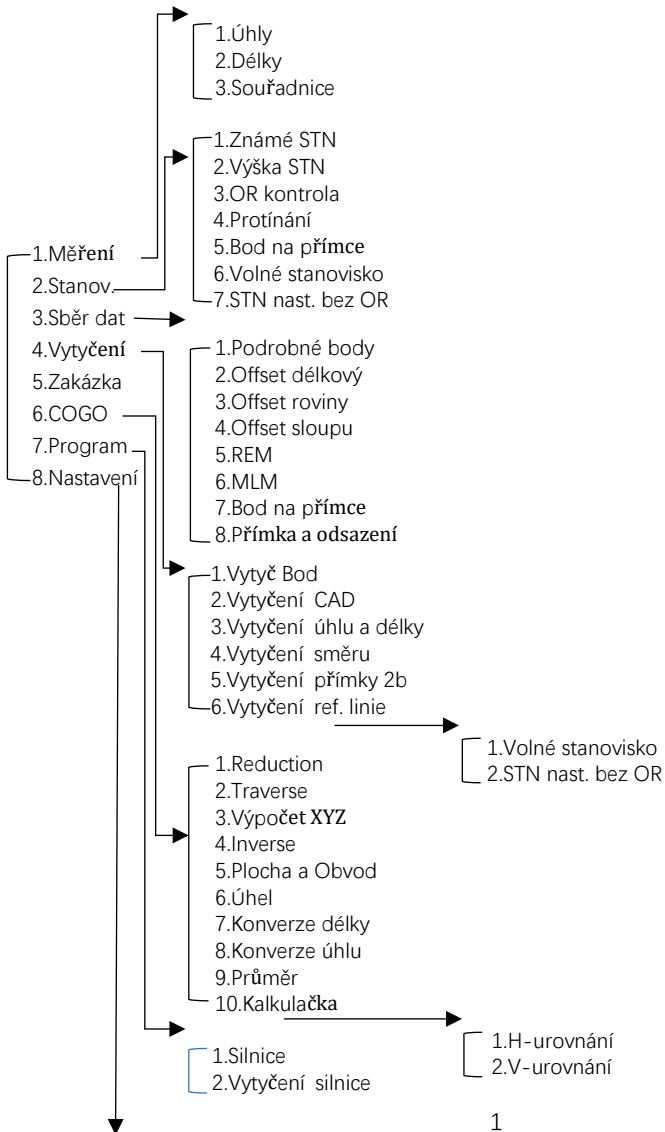 1.Úhly
2.Délky
3.Souřadnice
1.Známé STN
2.Výška STN
3.OR kontrola
4.Protínání
5.Bod na přímce
6.Volné stanovisko
7.STN nast. bez OR
1.Měření
2.Stanov.
3.Sběr dat
4.Vytyčení
5.Zakázka
6.COGO
7.Program
8.Nastavení
1.Podrobné body
2.Offset délkový
3.Offset roviny
4.Offset sloupu
5.REM
6.MLM
7.Bod na přímce
8.Přímka a odsazení
1.Vytyč Bod
2.Vytyčení CAD
3.Vytyčení úhlu a délky
4.Vytyčení směru
5.Vytyčení přímky 2b
6.Vytyčení ref. linie
1.Volné stanovisko
2.STN nast. bez OR
1.Reduction
2.Traverse
3.Výpočet XYZ
4.Inverse
5.Plocha a Obvod
6.Úhel
7.Konverze délky
8.Konverze úhlu
9.Průměr
10.Kalkulačka
1.H-urovnání
2.V-urovnání
1.Silnice
2.Vytyčení silnice
1